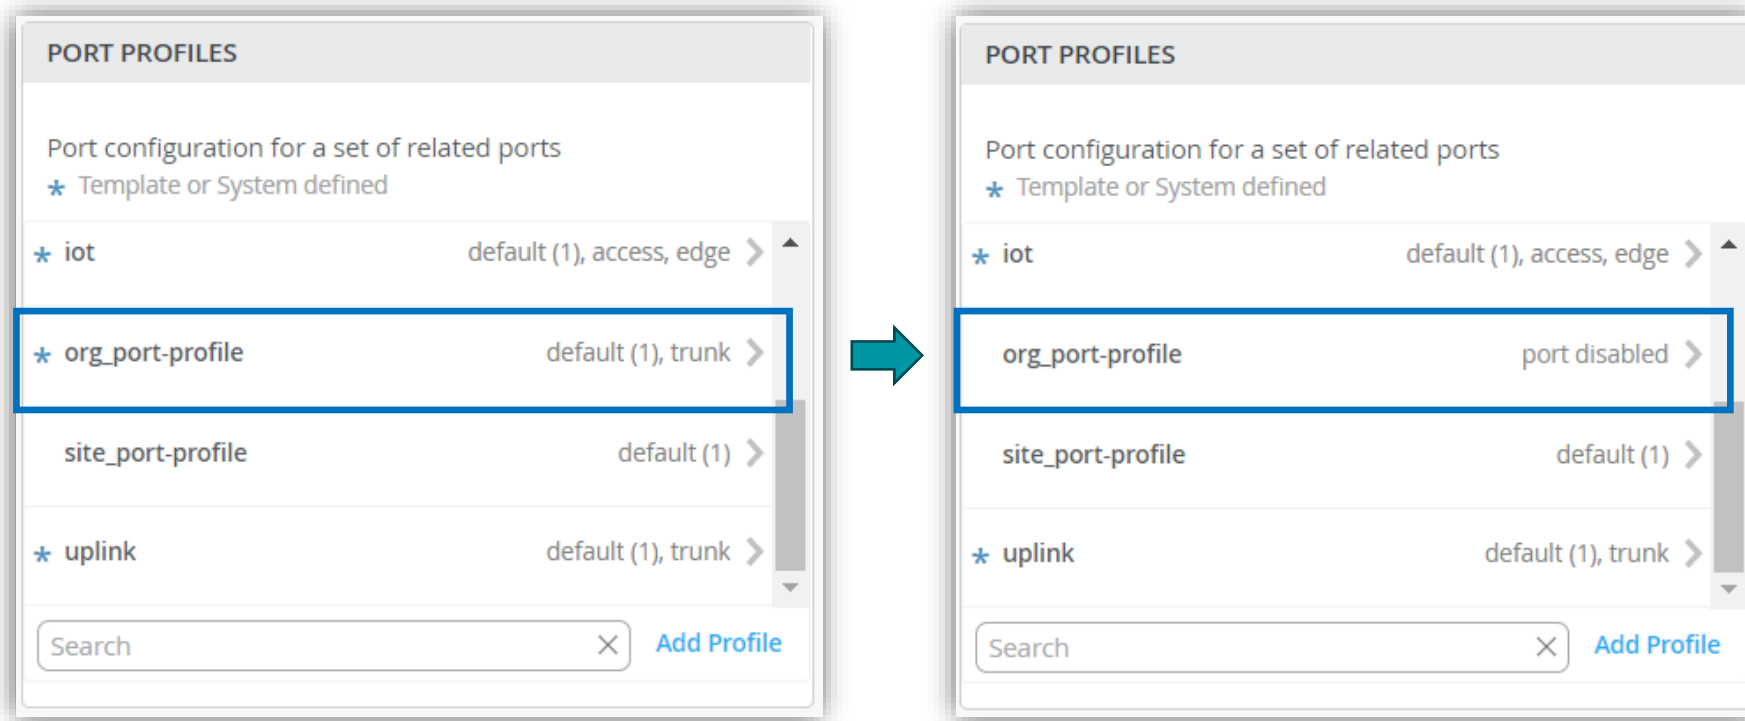 PORT PROFILES
Port configuration for a set of related ports
* Template or System defined
* iot default (1), access, edge
* org_port-profile default (1), trunk
site_port-profile default (1)
* uplink default (1), trunk
Search Add Profile
PORT PROFILES
Port configuration for a set of related ports
* Template or System defined
* iot default (1), access, edge
org_port-profile port disabled
site_port-profile default (1)
* uplink default (1), trunk
Search Add Profile